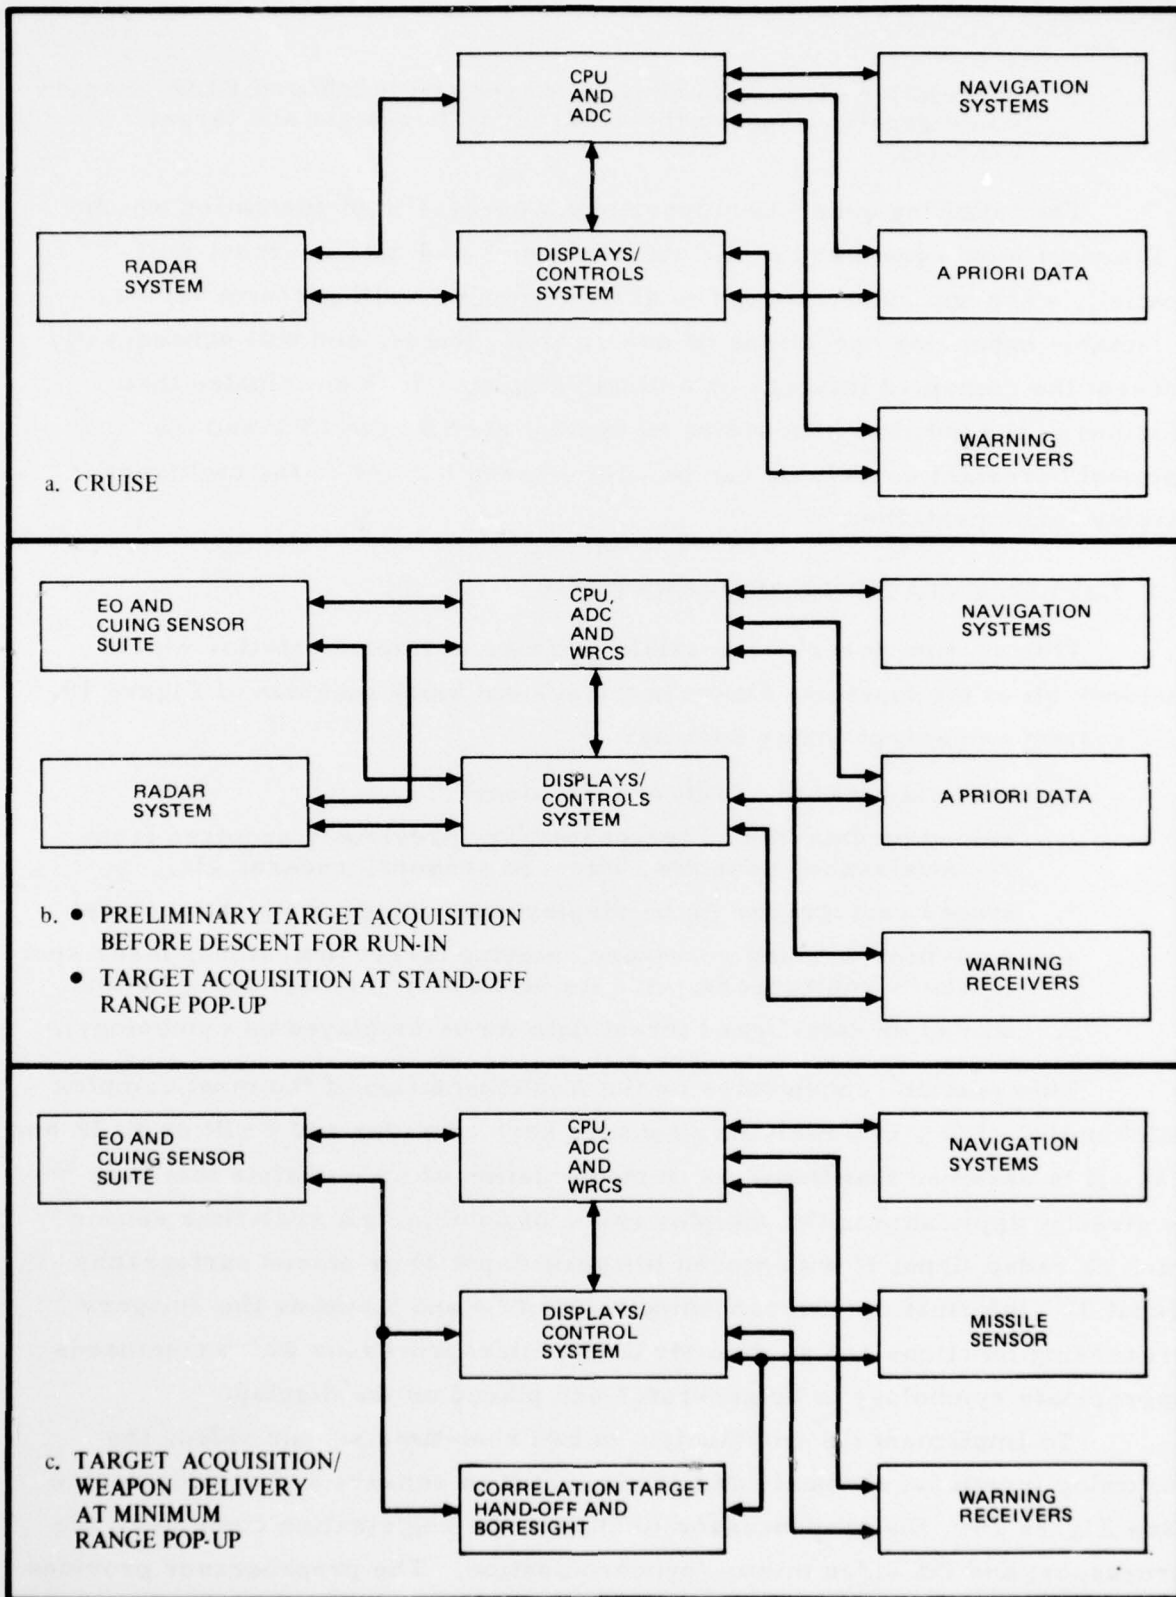 CPU
AND
ADC
NAVIGATION
SYSTEMS
RADAR
SYSTEM
DISPLAYS/
CONTROLS
SYSTEM
A PRIORI DATA
WARNING
RECEIVERS
a. CRUISE
EO AND
CUING SENSOR
SUITE
CPU,
ADC
AND
WRCS
NAVIGATION
SYSTEMS
RADAR
SYSTEM
DISPLAYS/
CONTROLS
SYSTEM
A PRIORI DATA
b. • PRELIMINARY TARGET ACQUISITION
BEFORE DESCENT FOR RUN-IN
• TARGET ACQUISITION AT STAND-OFF
RANGE POP-UP
WARNING
RECEIVERS
EO AND
CUING SENSOR
SUITE
CPU,
ADC
AND
WRCS
NAVIGATION
SYSTEMS
DISPLAYS/
CONTROL
SYSTEM
MISSILE
SENSOR
c. TARGET ACQUISITION/
WEAPON DELIVERY
AT MINIMUM
RANGE POP-UP
CORRELATION TARGET
HAND-OFF AND
BORESIGHT
WARNING
RECEIVERS